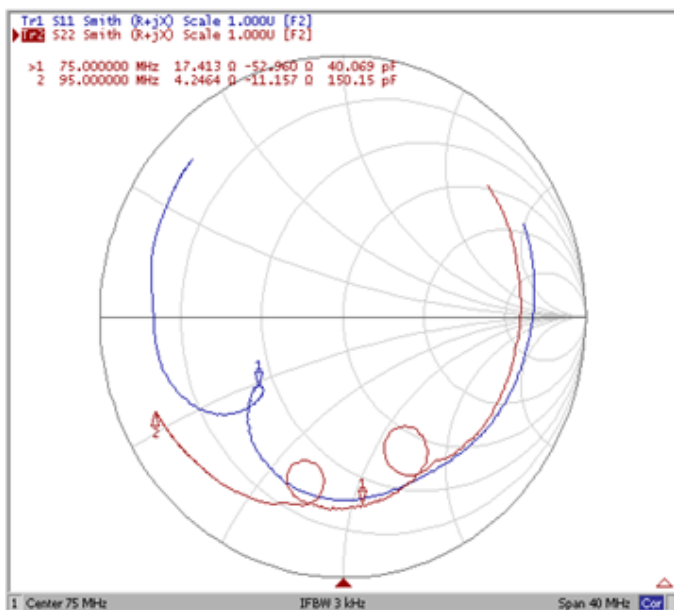 Tr1 S11 Smith (R+jX) Scale 1.000U [F2]
Tr2 S22 Smith (R+jX) Scale 1.000U [F2]
>1 75.000000 MHz 17.413 Ω -52.960 Ω 40.069 pF
2 95.000000 MHz 4.2464 Ω -11.157 Ω 150.15 pF
1
1
2
1 Center 75 MHz IFBW 3 kHz Span 40 MHz Cor